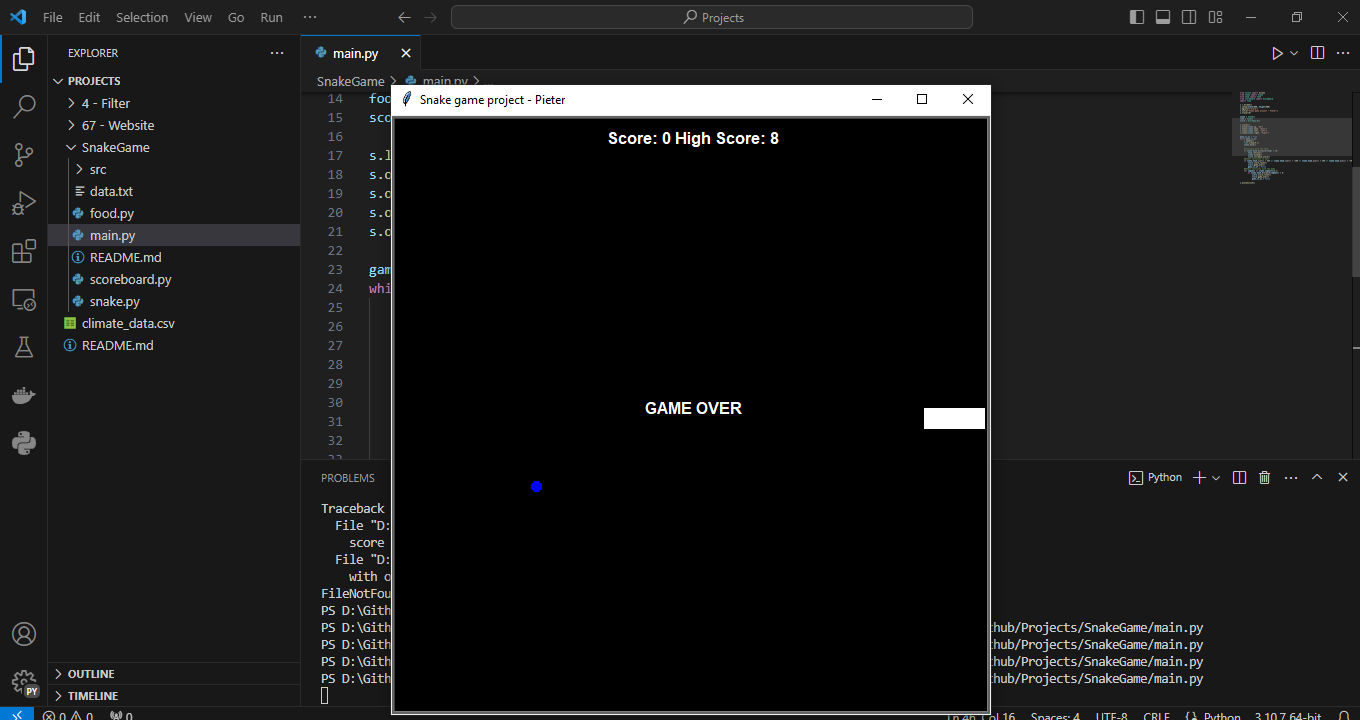 File Edit Selection View Go Run ··· Projects
EXPLORER ···
PROJECTS
4 - Filter
67 - Website
SnakeGame
src
data.txt
food.py
main.py
README.md
scoreboard.py
snake.py
climate_data.csv
README.md
OUTLINE
TIMELINE
main.py
SnakeGame > main.py >
14 foo
15 sco
16
17 s.l
18 s.o
19 s.o
20 s.o
21 s.o
22
23 gam
24 whi
25
26
27
28
29
30
31
32
33
Snake game project - Pieter
Score: 0 High Score: 8
GAME OVER
PROBLEMS
Python
Traceback
File "D:
score
File "D:
with o
FileNotFou
PS D:\Gith
PS D:\Gith hub/Projects/SnakeGame/main.py
PS D:\Gith hub/Projects/SnakeGame/main.py
PS D:\Gith hub/Projects/SnakeGame/main.py
PS D:\Gith hub/Projects/SnakeGame/main.py
PY
0 0 0 Ln 46, Col 16 Spaces: 4 UTF-8 CRLF Python 3.10.7 64-bit